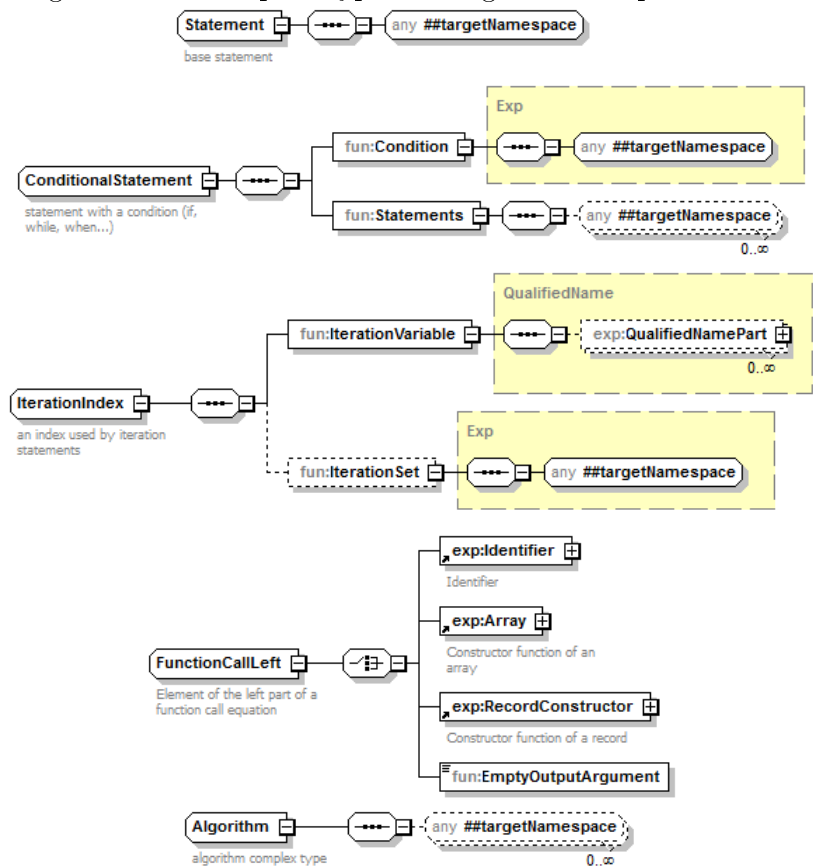 Statement
any ##targetNamespace
base statement
Exp
fun:Condition
any ##targetNamespace
ConditionalStatement
statement with a condition (if,
while, when...)
fun:Statements
any ##targetNamespace
0..∞
QualifiedName
fun:IterationVariable
exp:QualifiedNamePart
0..∞
IterationIndex
an index used by iteration
statements
Exp
fun:IterationSet
any ##targetNamespace
exp:Identifier
Identifier
exp:Array
Constructor function of an
array
FunctionCallLeft
Element of the left part of a
function call equation
exp:RecordConstructor
Constructor function of a record
fun:EmptyOutputArgument
Algorithm
any ##targetNamespace
algorithm complex type
0..∞